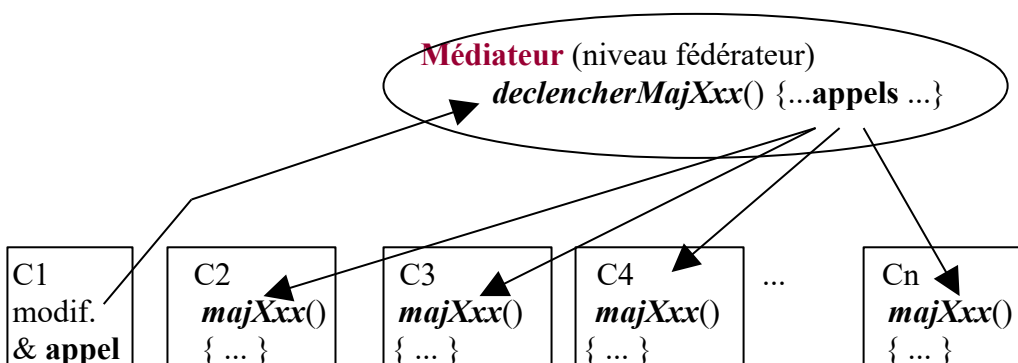 Médiateur (niveau fédérateur)
declencherMajXxx() {...appels ...}
C1
modif.
& appel
C2
majXxx()
{ ... }
C3
majXxx()
{ ... }
C4
majXxx()
{ ... }
...
Cn
majXxx()
{ ... }